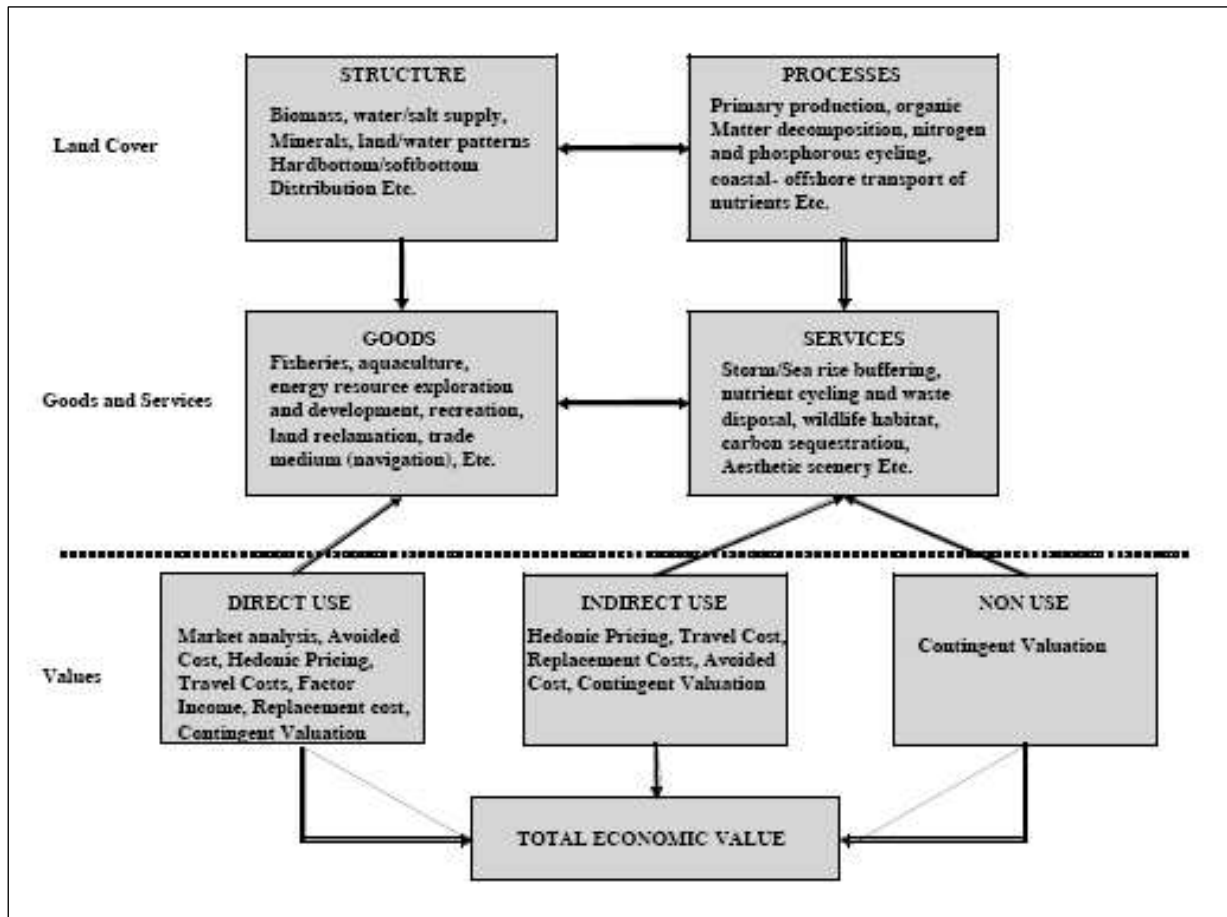 STRUCTURE
Biomass, water/salt supply,
Minerals, land/water patterns
Hardbottom/softbottom
Distribution Etc.
PROCESSES
Primary production, organic
Matter decomposition, nitrogen
and phosphorous cycling,
coastal- offshore transport of
nutrients Etc.
Land Cover
GOODS
Fisheries, aquaculture,
energy resource exploration
and development, recreation,
land reclamation, trade
medium (navigation), Etc.
SERVICES
Storm/Sea rise buffering,
nutrient cycling and waste
disposal, wildlife habitat,
carbon sequestration,
Aesthetic scenery Etc.
Goods and Services
DIRECT USE
Market analysis, Avoided
Cost, Hedonic Pricing,
Travel Costs, Factor
Income, Replacement cost,
Contingent Valuation
INDIRECT USE
Hedonic Pricing, Travel Cost,
Replacement Costs, Avoided
Cost, Contingent Valuation
NON USE
Contingent Valuation
Values
TOTAL ECONOMIC VALUE